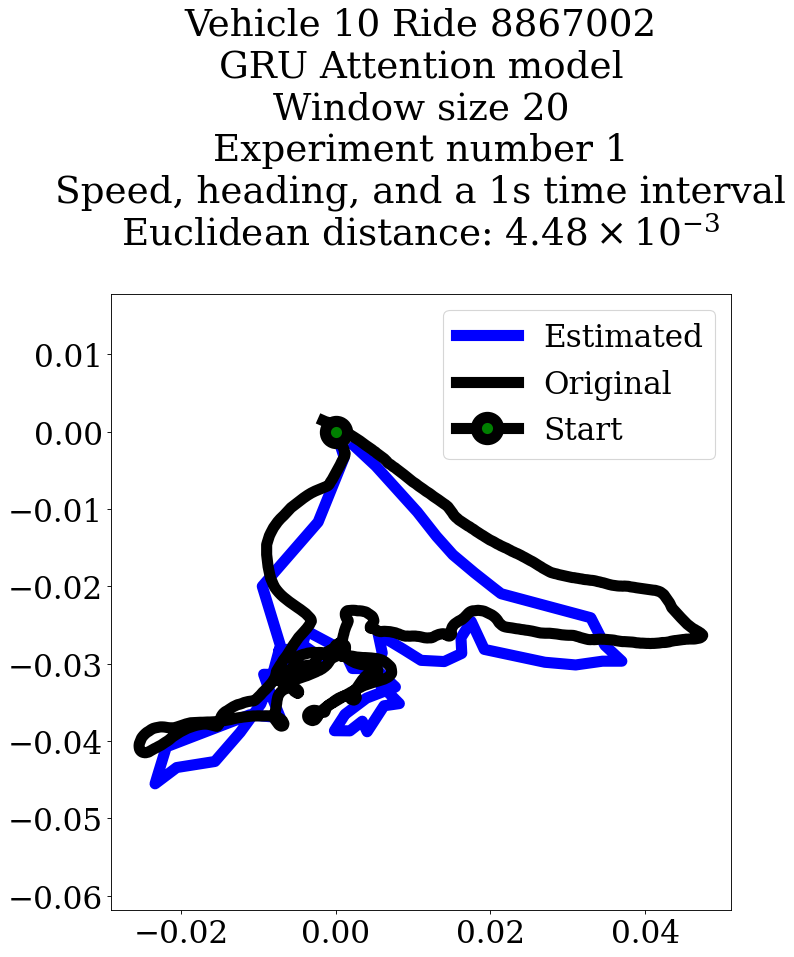 Vehicle 10 Ride 8867002
GRU Attention model
Window size 20
Experiment number 1
Speed, heading, and a 1s time interval
Euclidean distance: 4.48 × 10⁻³
Estimated
Original
Start
0.01
0.00
−0.01
−0.02
−0.03
−0.04
−0.05
−0.06
−0.02 0.00 0.02 0.04